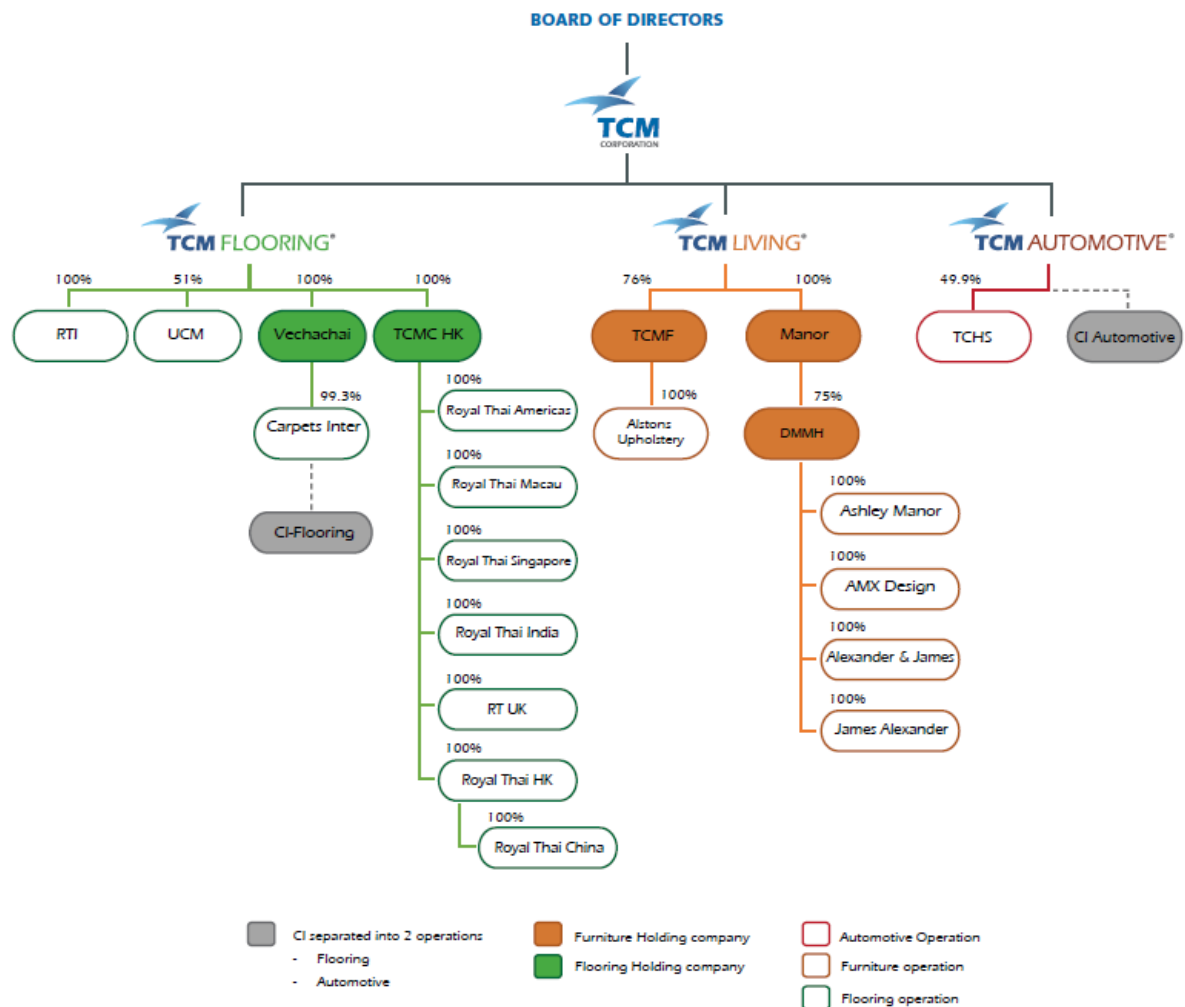 BOARD OF DIRECTORS
TCM
CORPORATION
TCM FLOORING®
TCM LIVING®
TCM AUTOMOTIVE®
100%
51%
100%
100%
76%
100%
49.9%
RTI
UCM
Vechachai
TCMC HK
TCMF
Manor
TCHS
CI Automotive
99.3%
100%
100%
75%
Carpets Inter
Royal Thai Americas
Alstons
Upholstery
DMMH
100%
Royal Thai Macau
100%
Ashley Manor
CI-Flooring
100%
Royal Thai Singapore
100%
AMX Design
100%
Royal Thai India
100%
Alexander & James
100%
RT UK
100%
James Alexander
100%
Royal Thai HK
100%
Royal Thai China
CI separated into 2 operations
- Flooring
- Automotive
Furniture Holding company
Flooring Holding company
Automotive Operation
Furniture operation
Flooring operation